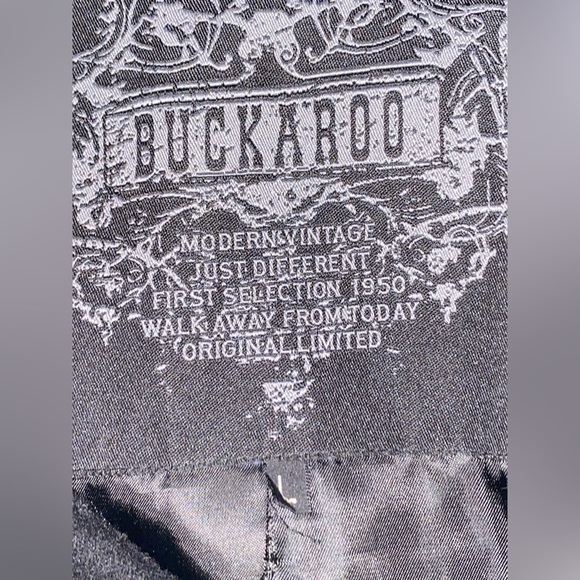 BUCKAROO
MODERN VINTAGE
JUST DIFFERENT
FIRST SELECTION 1950
WALK AWAY FROM TODAY
ORIGINAL LIMITED
L